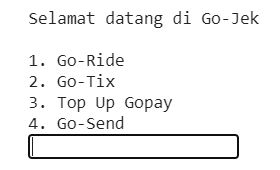 Selamat datang di Go-Jek
1. Go-Ride
2. Go-Tix
3. Top Up Gopay
4. Go-Send